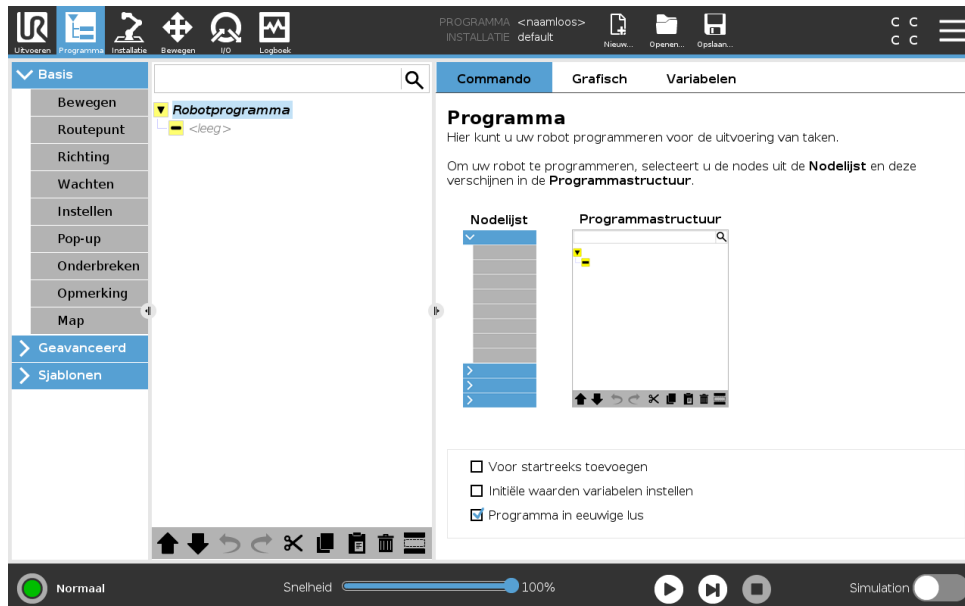 PROGRAMMA <naamloos>
INSTALLATIE default
Uitvoeren
Programma
Installatie
Bewegen
I/O
Logboek
Nieuw...
Openen...
Opslaan...
C C
C C
Basis
Bewegen
Routepunt
Richting
Wachten
Instellen
Pop-up
Onderbreken
Opmerking
Map
Geavanceerd
Sjablonen
Robotprogramma
<leeg>
Commando
Grafisch
Variabelen
Programma
Hier kunt u uw robot programmeren voor de uitvoering van taken.
Om uw robot te programmeren, selecteert u de nodes uit de Nodelijst en deze
verschijnen in de Programmastructuur.
Nodelijst
Programmastructuur
Voor startreeks toevoegen
Initiële waarden variabelen instellen
Programma in eeuwige lus
Normaal
Snelheid
100%
Simulation